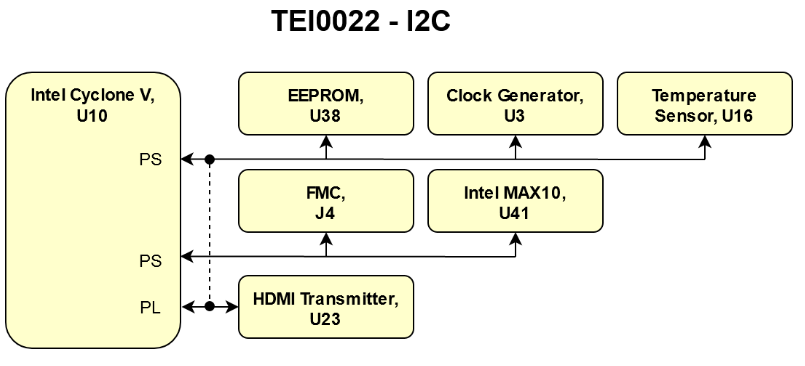 TEI0022 - I2C
Intel Cyclone V,
U10
EEPROM,
U38
Clock Generator,
U3
Temperature
Sensor, U16
PS
FMC,
J4
Intel MAX10,
U41
PS
HDMI Transmitter,
U23
PL